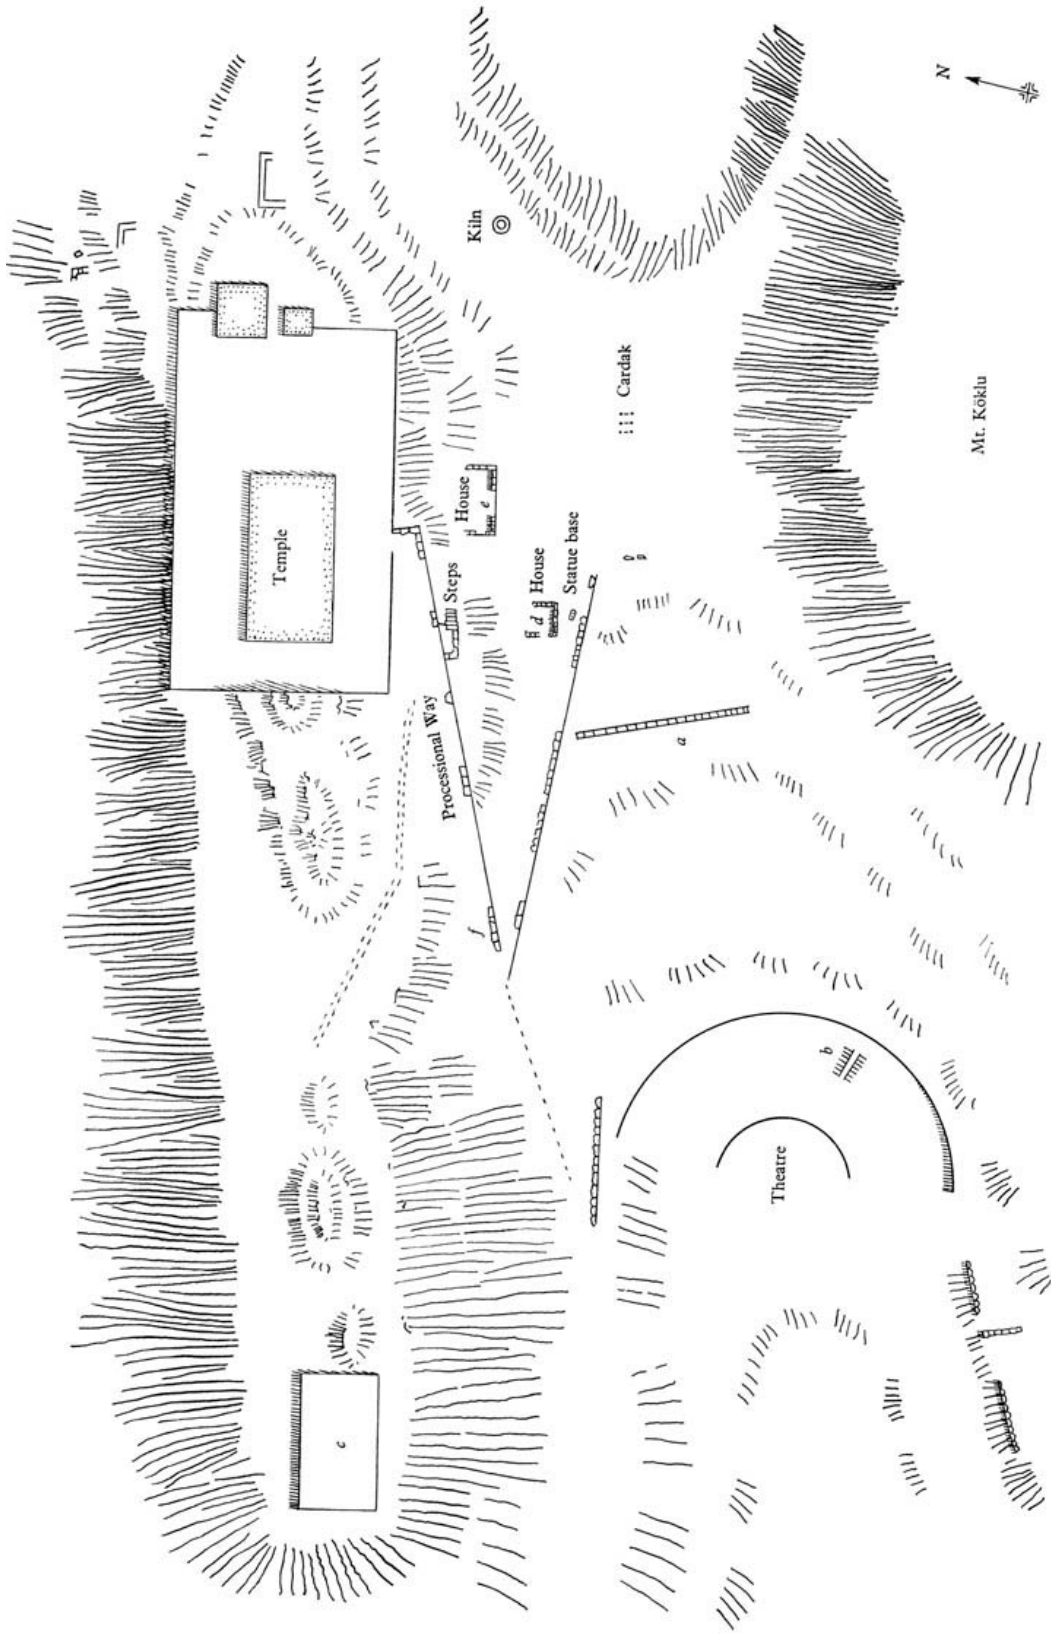 N
Kiln
Cardak
Mt. Köklu
Temple
House
e
Steps
House
d
Statue base
Processional Way
a
f
b
Theatre
c